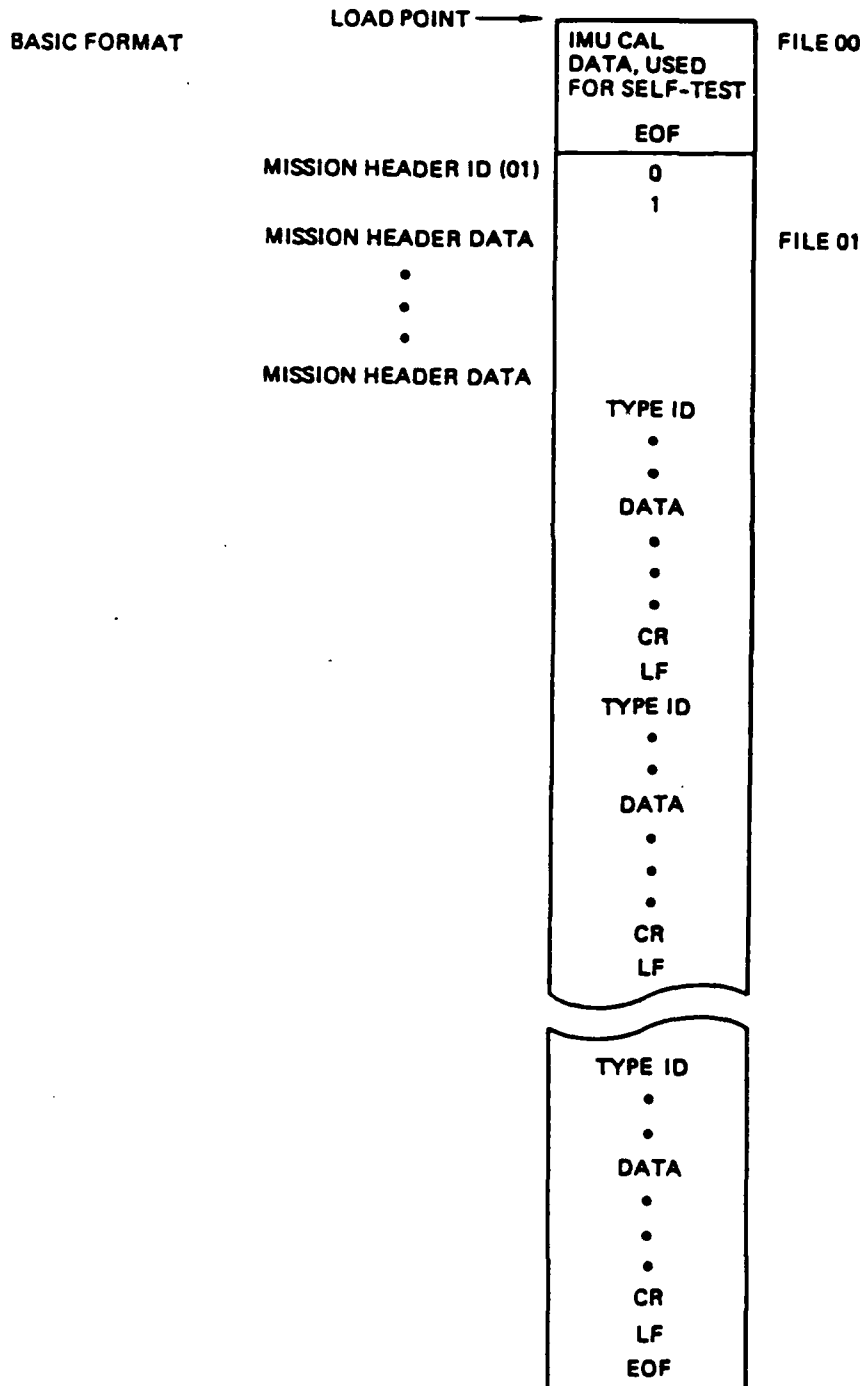 LOAD POINT
BASIC FORMAT
IMU CAL
DATA, USED
FOR SELF-TEST
EOF
FILE 00
MISSION HEADER ID (01)
0
1
MISSION HEADER DATA
FILE 01
•
•
•
MISSION HEADER DATA
TYPE ID
•
•
DATA
•
•
•
CR
LF
TYPE ID
•
•
DATA
•
•
•
CR
LF
TYPE ID
•
•
DATA
•
•
•
CR
LF
EOF